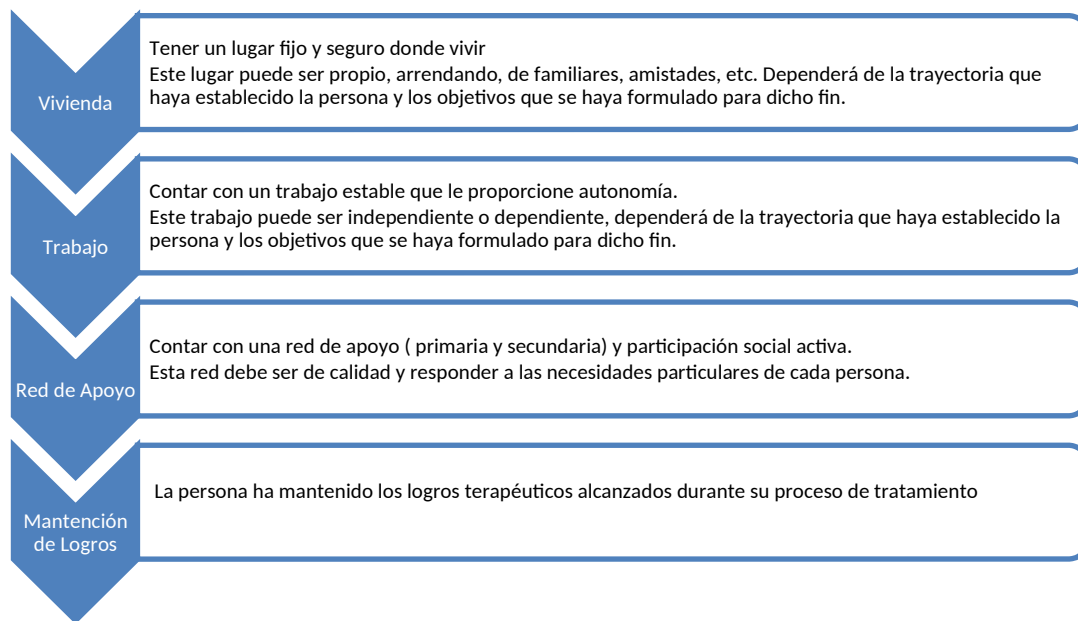 Vivienda
Tener un lugar fijo y seguro donde vivir
Este lugar puede ser propio, arrendando, de familiares, amistades, etc. Dependerá de la trayectoria que
haya establecido la persona y los objetivos que se haya formulado para dicho fin.
Trabajo
Contar con un trabajo estable que le proporcione autonomía.
Este trabajo puede ser independiente o dependiente, dependerá de la trayectoria que haya establecido la
persona y los objetivos que se haya formulado para dicho fin.
Red de Apoyo
Contar con una red de apoyo ( primaria y secundaria) y participación social activa.
Esta red debe ser de calidad y responder a las necesidades particulares de cada persona.
Mantención
de Logros
La persona ha mantenido los logros terapéuticos alcanzados durante su proceso de tratamiento